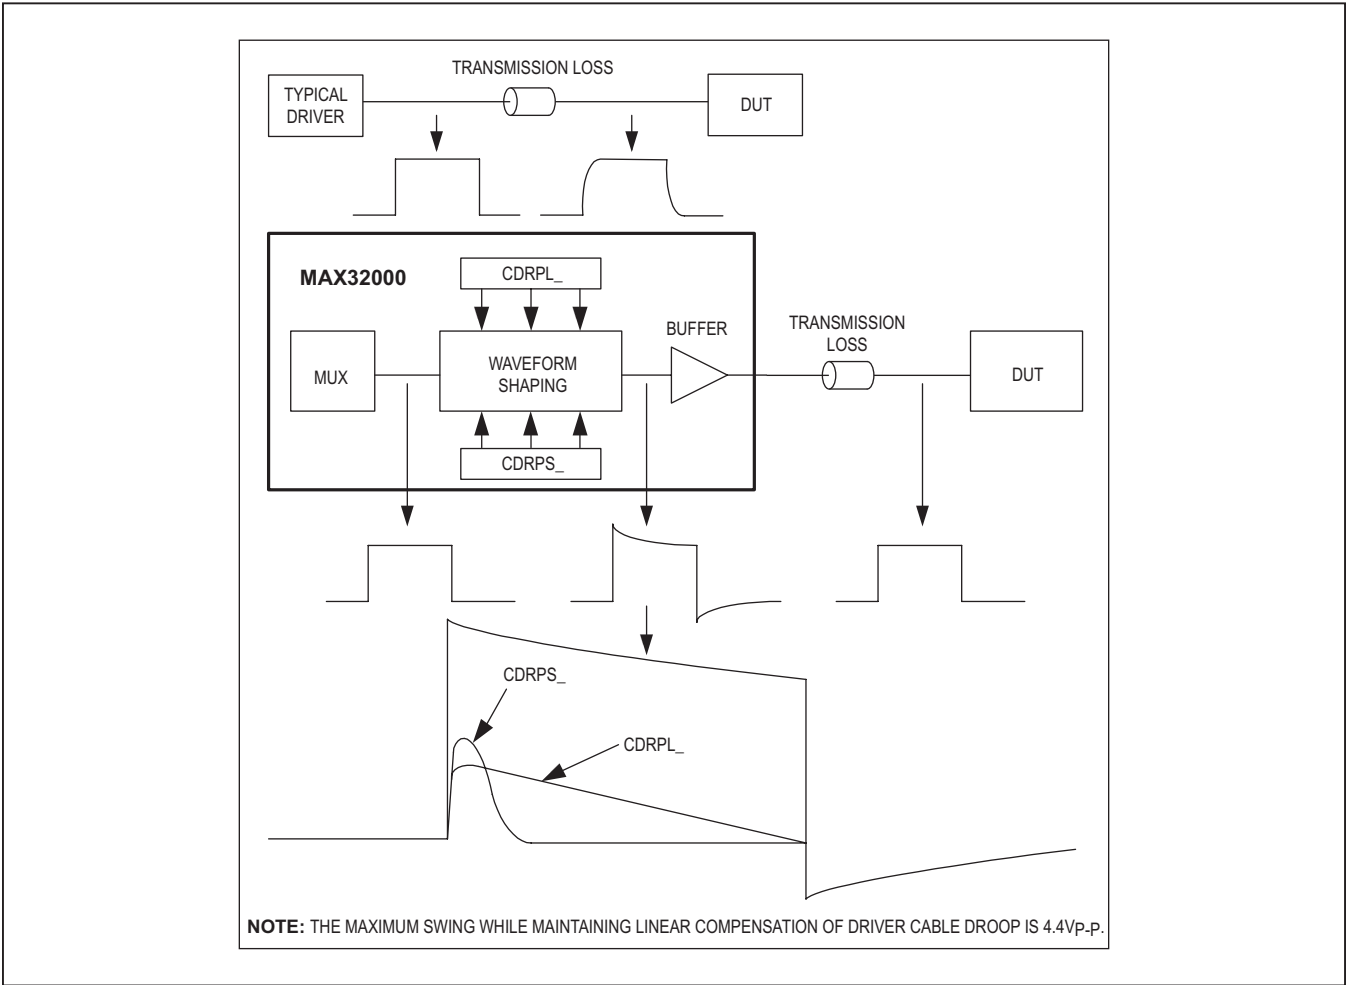 TRANSMISSION LOSS
TYPICAL
DRIVER
DUT
MAX32000
CDRPL_
MUX
WAVEFORM
SHAPING
BUFFER
CDRPS_
TRANSMISSION
LOSS
DUT
CDRPS_
CDRPL_
NOTE: THE MAXIMUM SWING WHILE MAINTAINING LINEAR COMPENSATION OF DRIVER CABLE DROOP IS 4.4VP-P.